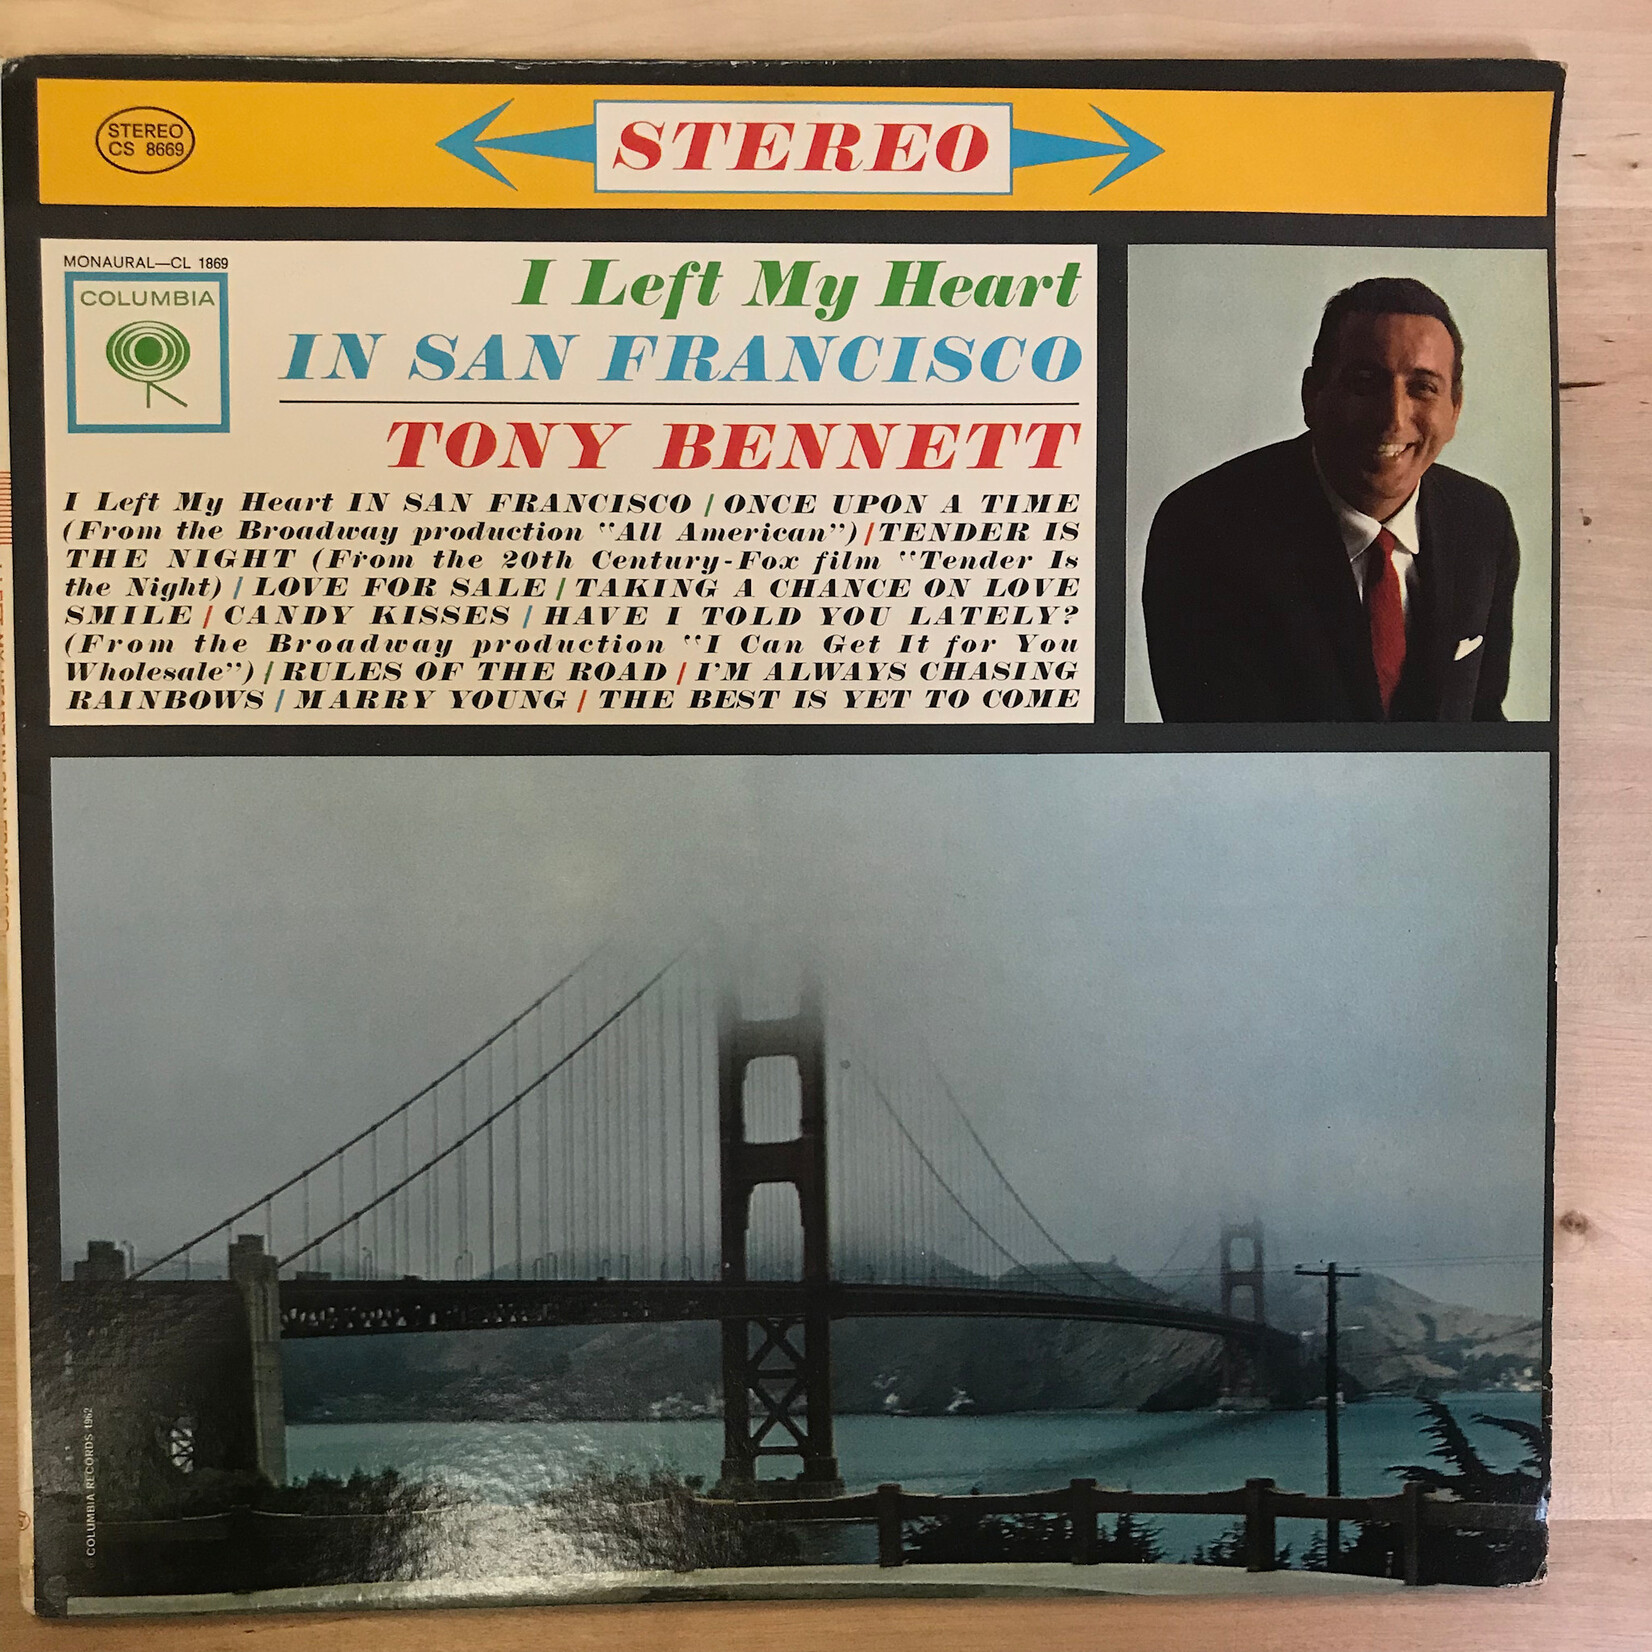 STEREO
CS 8669
STEREO
MONAURAL—CL 1869
COLUMBIA
I Left My Heart
IN SAN FRANCISCO
TONY BENNETT
I Left My Heart IN SAN FRANCISCO / ONCE UPON A TIME
(From the Broadway production "All American") / TENDER IS
THE NIGHT (From the 20th Century-Fox film "Tender Is
the Night) / LOVE FOR SALE / TAKING A CHANCE ON LOVE
SMILE / CANDY KISSES / HAVE I TOLD YOU LATELY?
(From the Broadway production "I Can Get It for You
Wholesale") / RULES OF THE ROAD / I'M ALWAYS CHASING
RAINBOWS / MARRY YOUNG / THE BEST IS YET TO COME
COLUMBIA RECORDS 1962